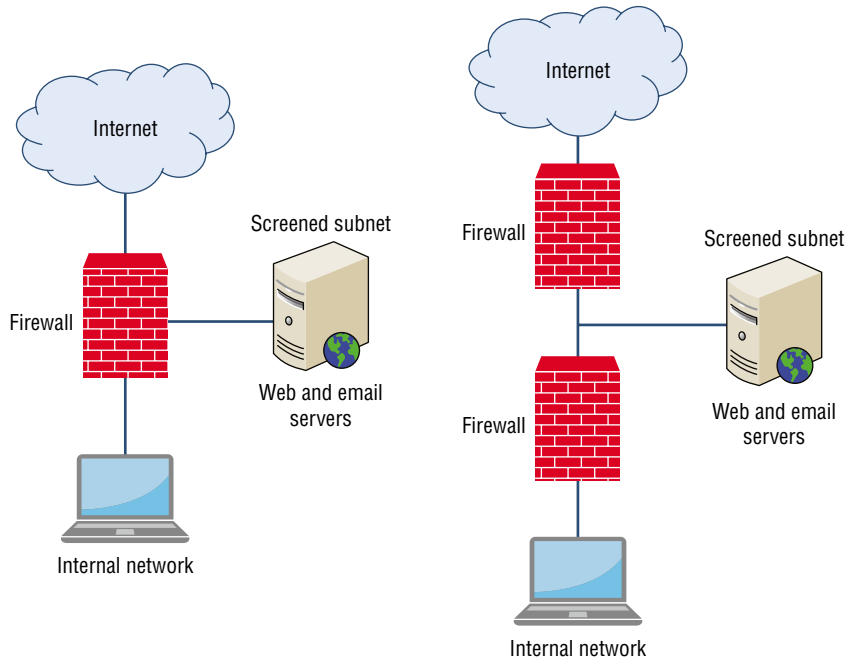 Internet
Screened subnet
Firewall
Web and email
servers
Internal network
Internet
Firewall
Screened subnet
Web and email
servers
Firewall
Internal network